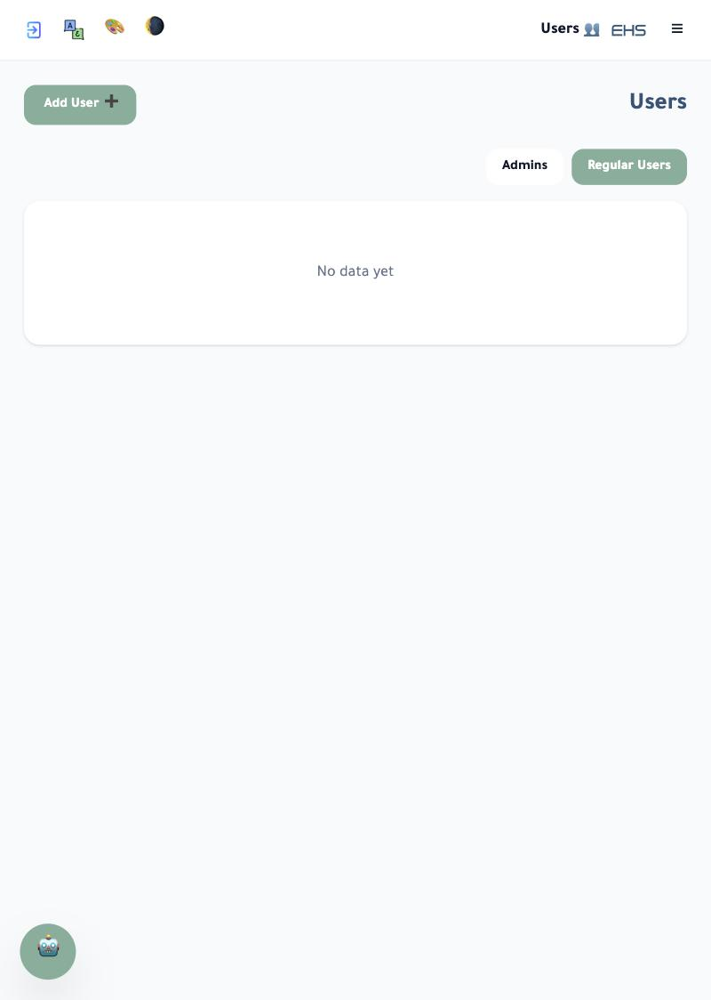 Users EHS
Users
Add User
Regular Users
Admins
No data yet